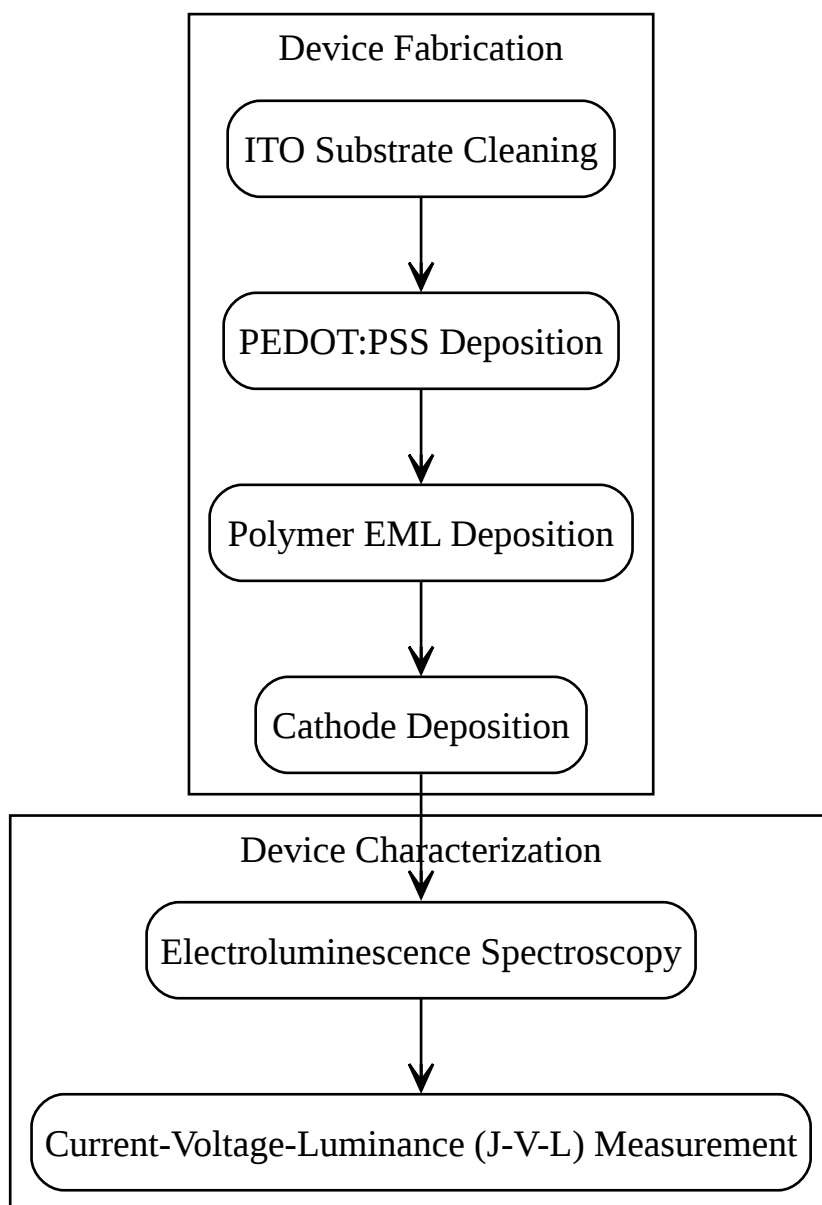 Device Fabrication
ITO Substrate Cleaning
PEDOT:PSS Deposition
Polymer EML Deposition
Cathode Deposition
Device Characterization
Electroluminescence Spectroscopy
Current-Voltage-Luminance (J-V-L) Measurement